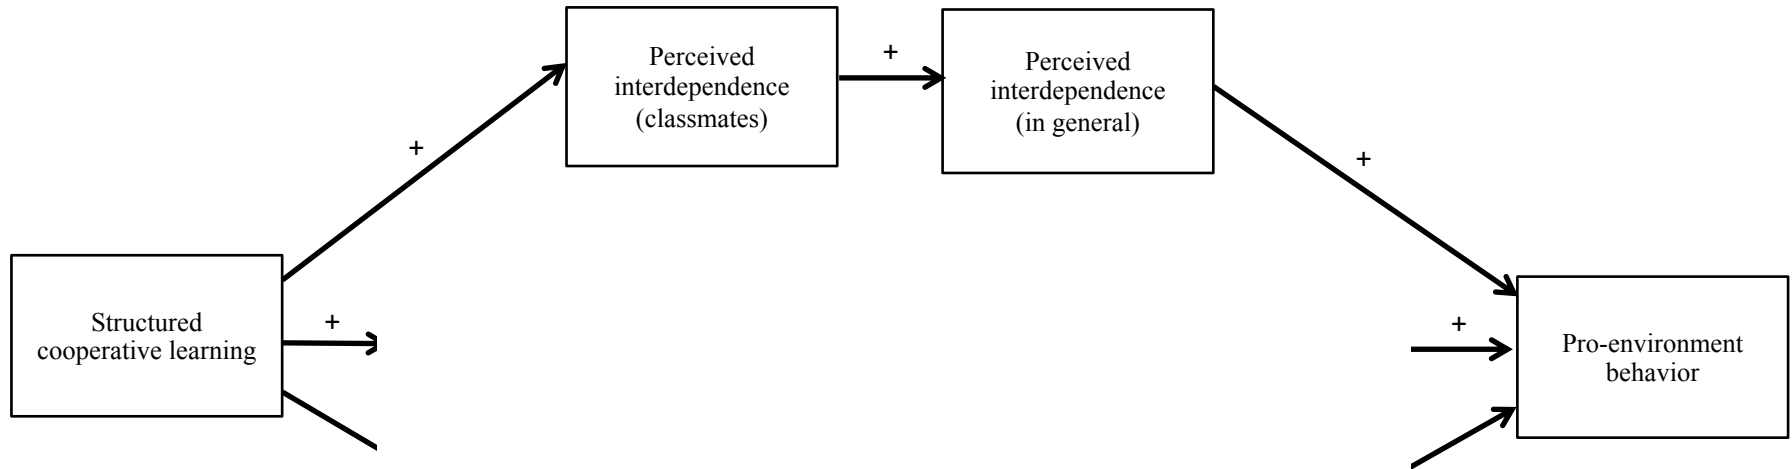 Perceived
interdependence
(classmates)
+
Perceived
interdependence
(in general)
+
+
Structured
cooperative learning
+
+
Pro-environment
behavior